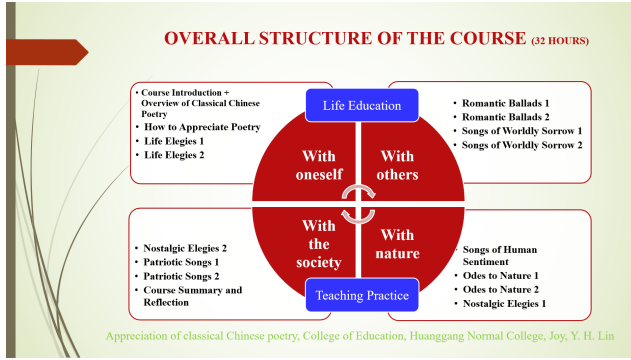 OVERALL STRUCTURE OF THE COURSE (32 HOURS)
• Course Introduction +
Overview of Classical Chinese
Poetry
• How to Appreciate Poetry
• Life Elegies 1
• Life Elegies 2
Life Education
• Romantic Ballads 1
• Romantic Ballads 2
• Songs of Worldly Sorrow 1
• Songs of Worldly Sorrow 2
With
oneself
With
others
With
the
society
With
nature
• Nostalgic Elegies 2
• Patriotic Songs 1
• Patriotic Songs 2
• Course Summary and
Reflection
Teaching Practice
• Songs of Human
Sentiment
• Odes to Nature 1
• Odes to Nature 2
• Nostalgic Elegies 1
Appreciation of classical Chinese poetry, College of Education, Huanggang Normal College, Joy, Y. H. Lin